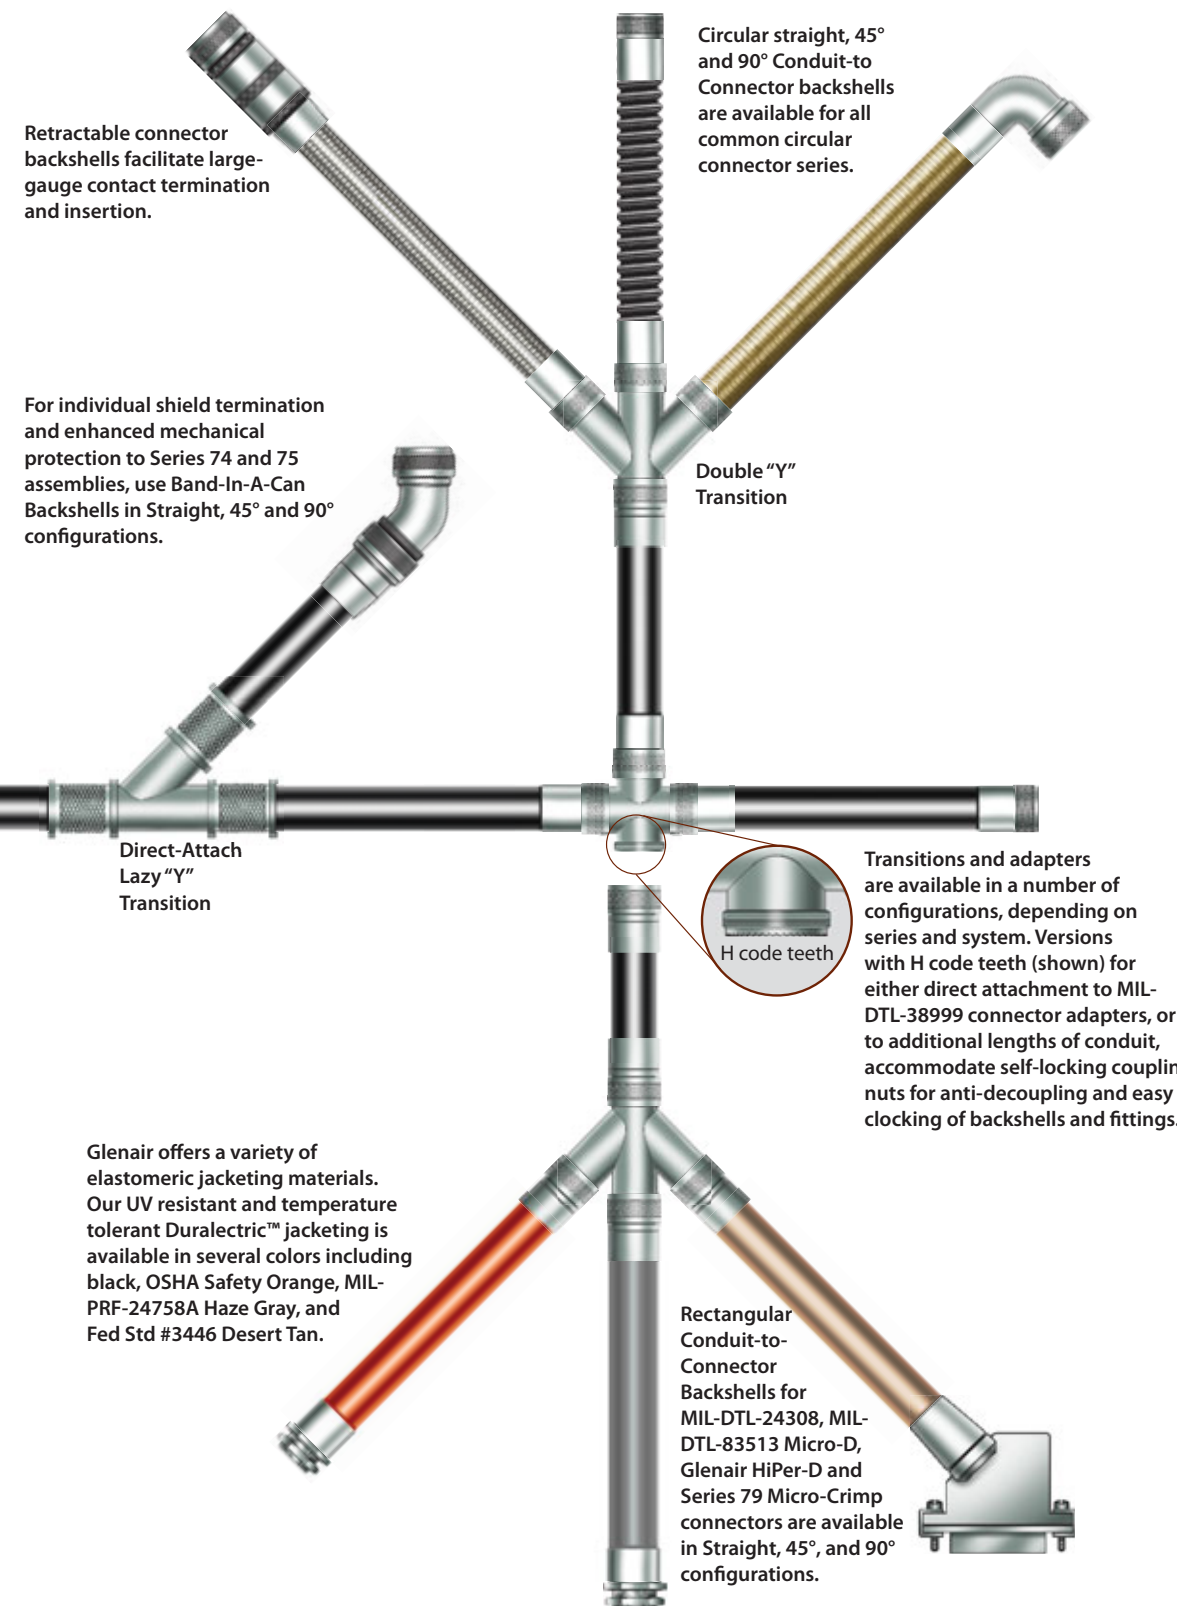 Circular straight, 45°
and 90° Conduit-to
Connector backshells
are available for all
common circular
connector series.
Retractable connector
backshells facilitate large-
gauge contact termination
and insertion.
For individual shield termination
and enhanced mechanical
protection to Series 74 and 75
assemblies, use Band-In-A-Can
Backshells in Straight, 45° and 90°
configurations.
Double “Y”
Transition
Direct-Attach
Lazy “Y”
Transition
H code teeth
Transitions and adapters
are available in a number of
configurations, depending on
series and system. Versions
with H code teeth (shown) for
either direct attachment to MIL-
DTL-38999 connector adapters, or
to additional lengths of conduit,
accommodate self-locking couplin
nuts for anti-decoupling and easy
clocking of backshells and fittings.
Glenair offers a variety of
elastomeric jacketing materials.
Our UV resistant and temperature
tolerant Duralectric™ jacketing is
available in several colors including
black, OSHA Safety Orange, MIL-
PRF-24758A Haze Gray, and
Fed Std #3446 Desert Tan.
Rectangular
Conduit-to-
Connector
Backshells for
MIL-DTL-24308, MIL-
DTL-83513 Micro-D,
Glenair HiPer-D and
Series 79 Micro-Crimp
connectors are available
in Straight, 45°, and 90°
configurations.